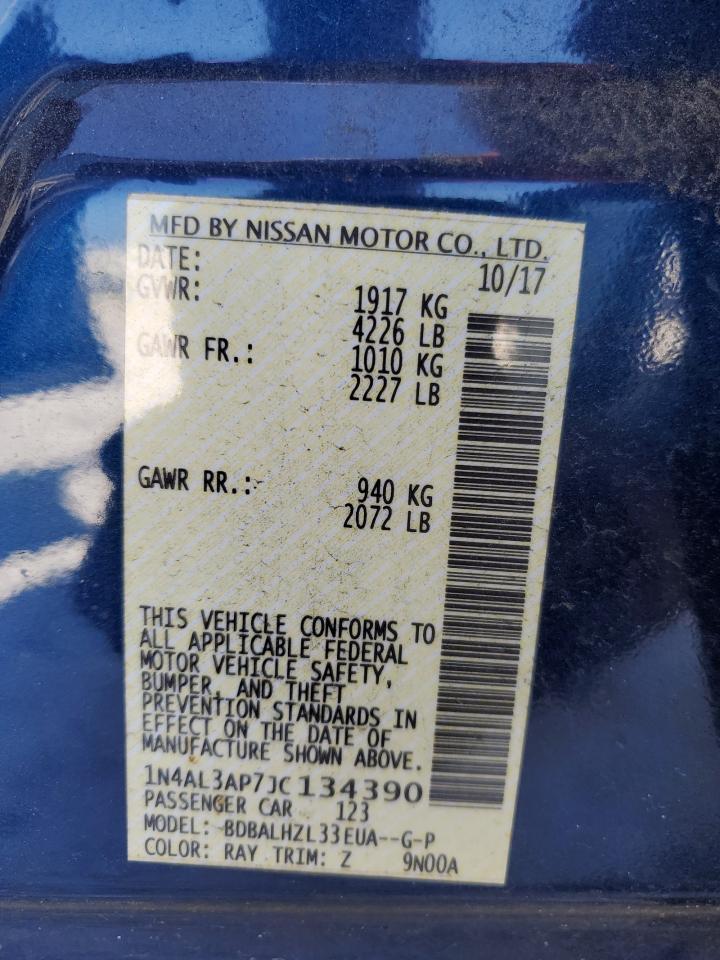 MFD BY NISSAN MOTOR CO., LTD.
DATE: 10/17
GVWR: 1917 KG
4226 LB
GAWR FR.: 1010 KG
2227 LB
GAWR RR.: 940 KG
2072 LB
THIS VEHICLE CONFORMS TO
ALL APPLICABLE FEDERAL
MOTOR VEHICLE SAFETY,
BUMPER, AND THEFT
PREVENTION STANDARDS IN
EFFECT ON THE DATE OF
MANUFACTURE SHOWN ABOVE.
1N4AL3AP7JC134390
PASSENGER CAR 123
MODEL: BDBALHZL33EUA--G-P
COLOR: RAY TRIM: Z 9N00A